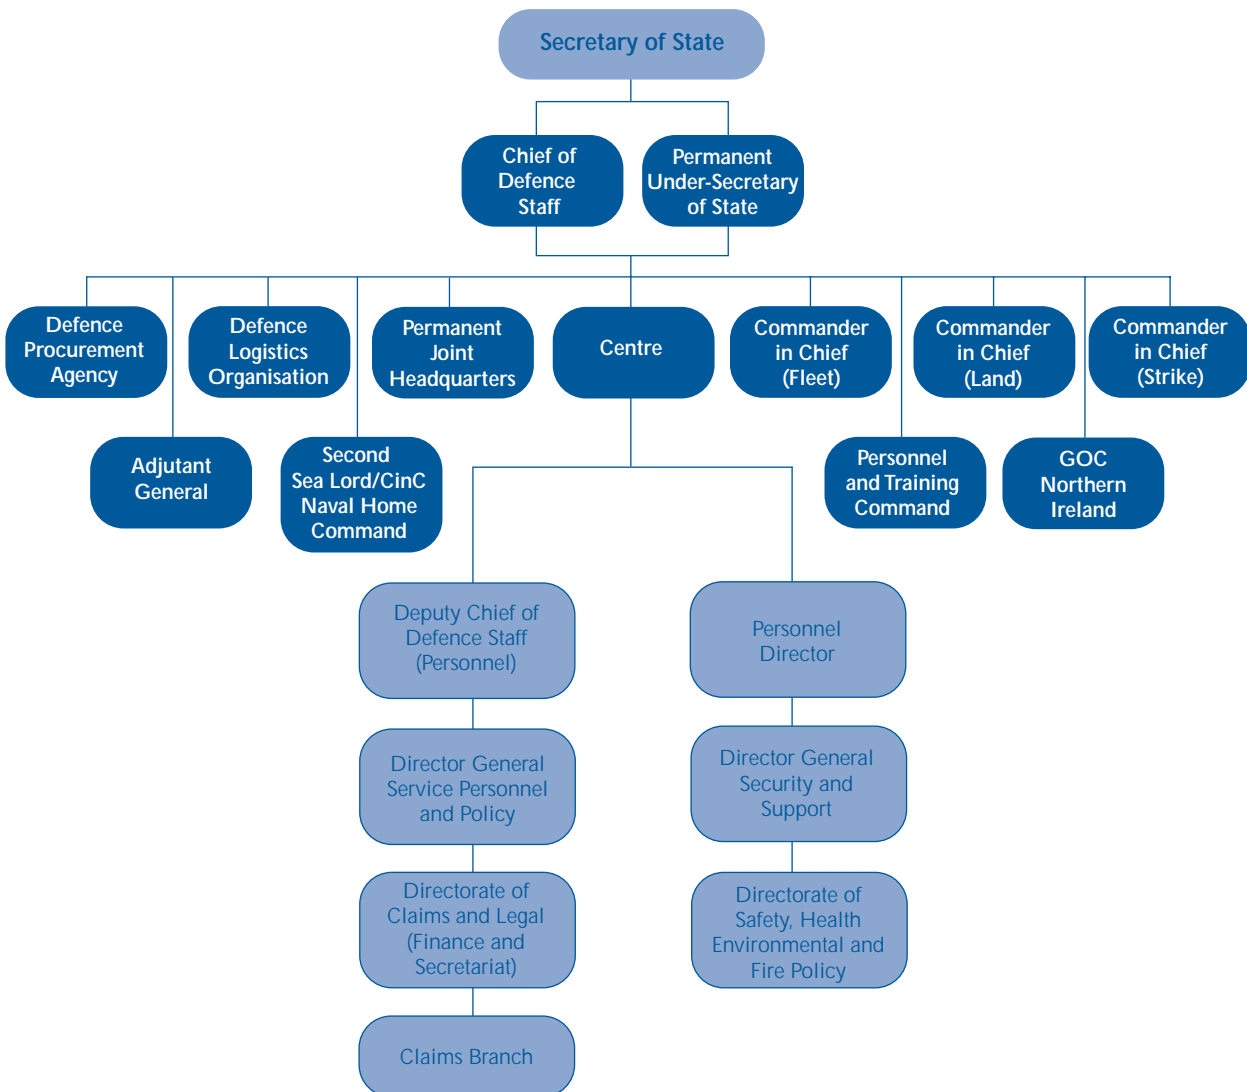 Secretary of State
Chief of
Defence
Staff
Permanent
Under-Secretary
of State
Defence
Procurement
Agency
Defence
Logistics
Organisation
Permanent
Joint
Headquarters
Centre
Commander
in Chief
(Fleet)
Commander
in Chief
(Land)
Commander
in Chief
(Strike)
Adjutant
General
Second
Sea Lord/CinC
Naval Home
Command
Personnel
and Training
Command
GOC
Northern
Ireland
Deputy Chief of
Defence Staff
(Personnel)
Personnel
Director
Director General
Service Personnel
and Policy
Director General
Security and
Support
Directorate of
Claims and Legal
(Finance and
Secretariat)
Directorate of
Safety, Health
Environmental and
Fire Policy
Claims Branch